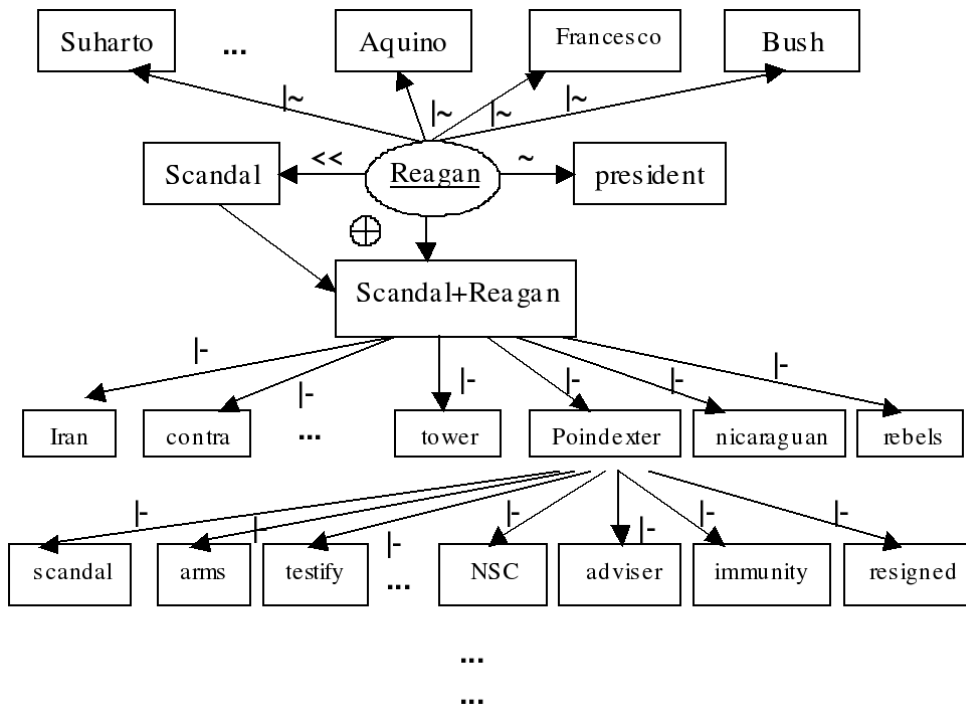 Suharto ... Aquino Francesco Bush
|~ |~ |~ |~
Scandal << Reagan ~ president
⊕
Scandal+Reagan
|- |- |- |- |- |-
Iran contra ... tower Poindexter nicaraguan rebels
|- |- |- |- |- |- |-
scandal arms testify ... NSC adviser immunity resigned
...
...